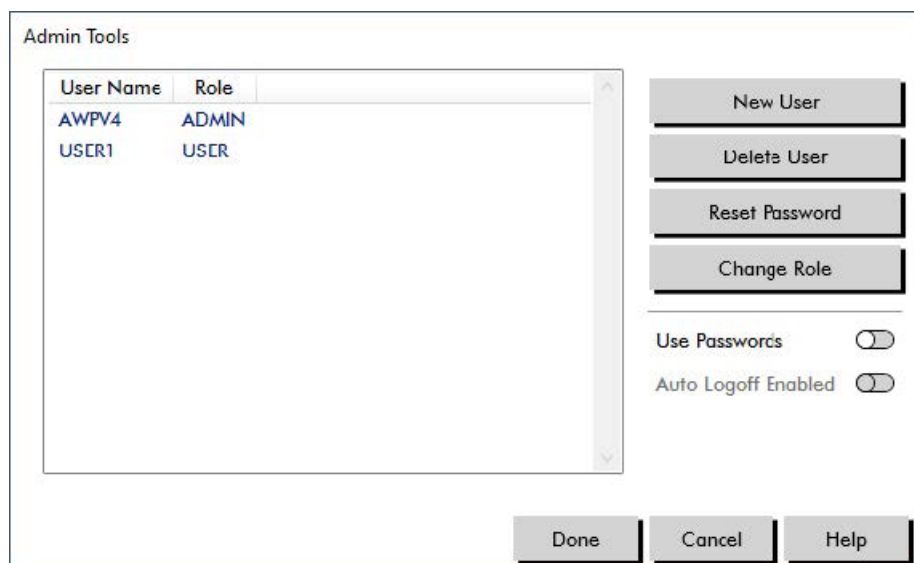 Admin Tools
User Name Role
AWPV4 ADMIN
USER1 USER
New User
Delete User
Reset Password
Change Role
Use Passwords
Auto Logoff Enabled
Done Cancel Help